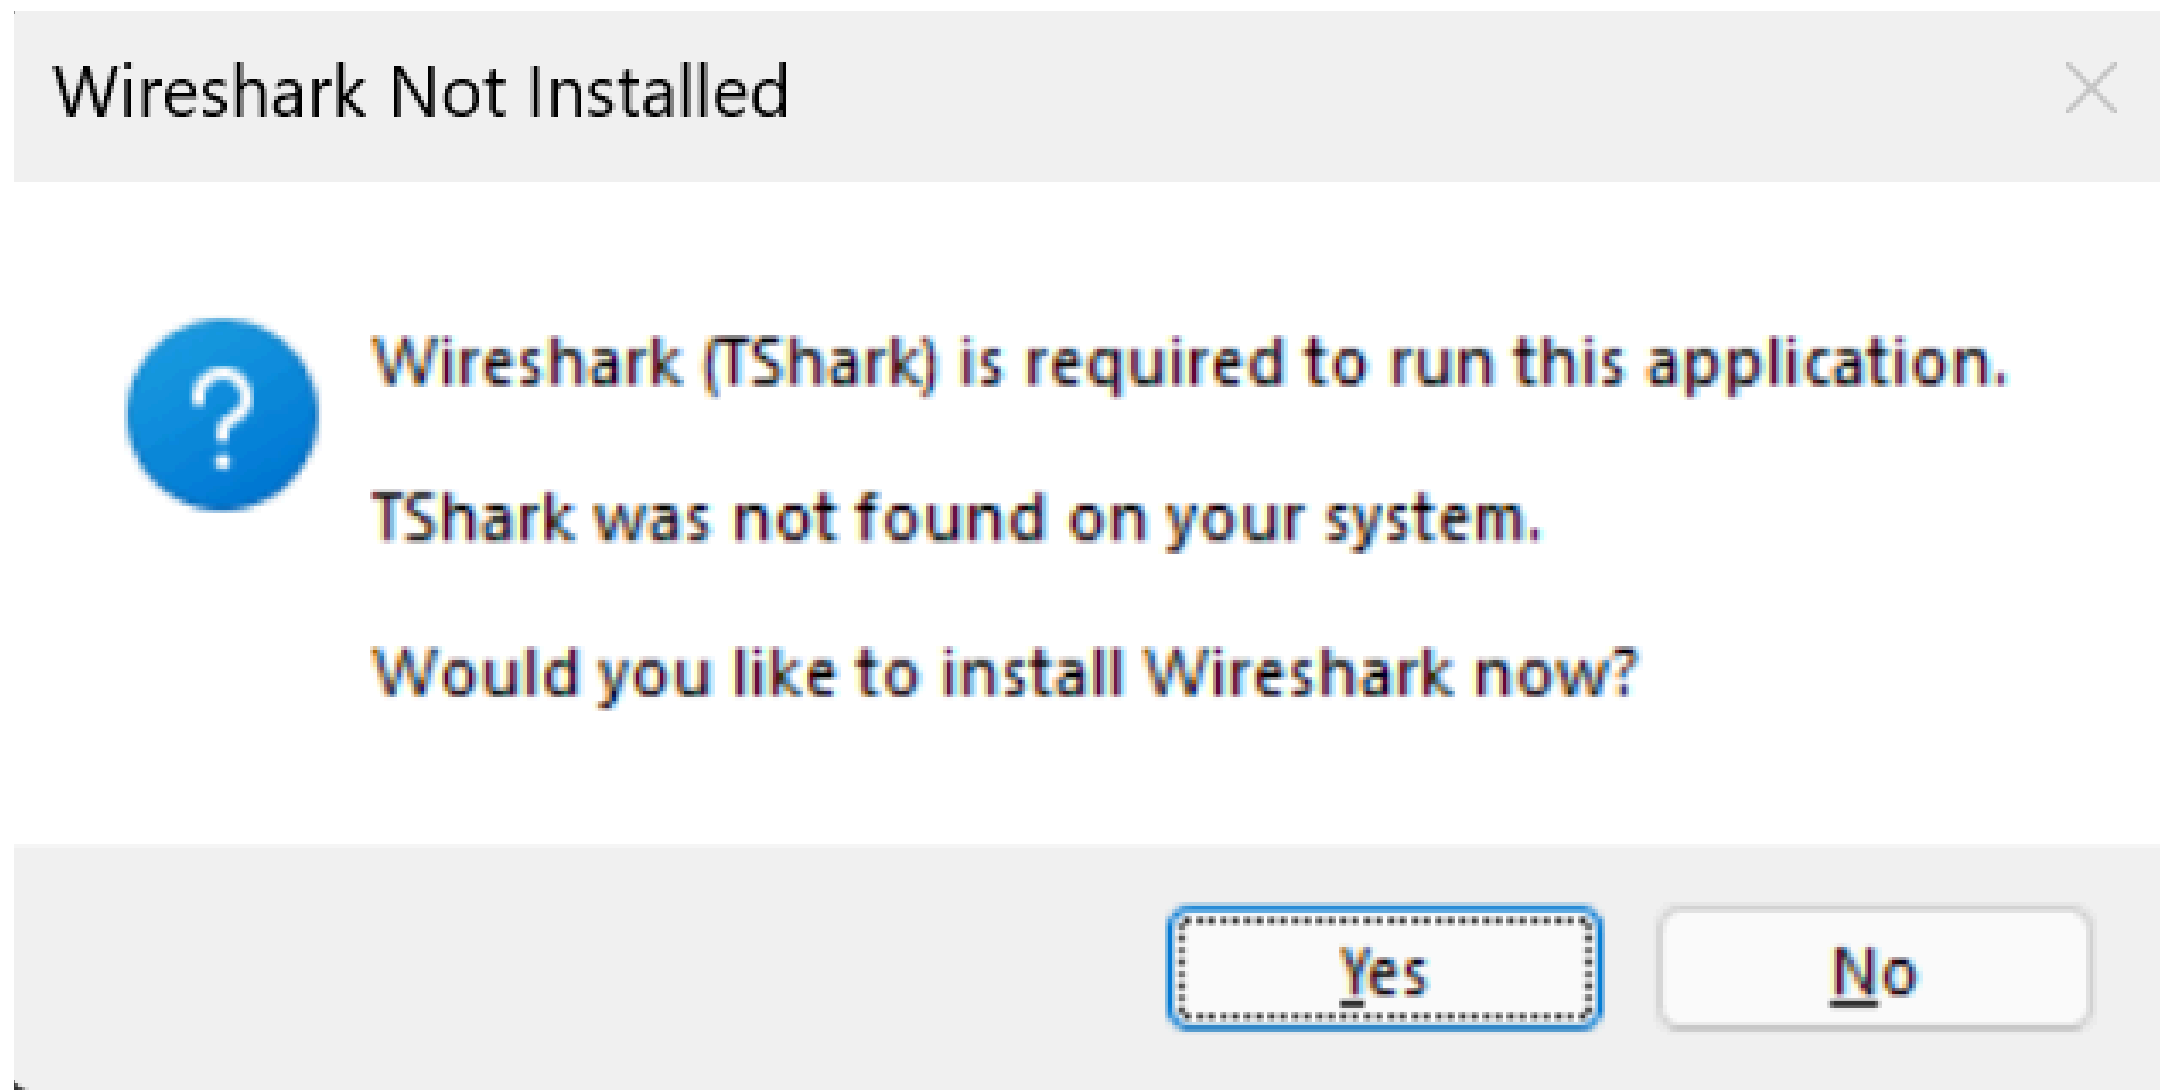 Wireshark Not Installed
Wireshark (TShark) is required to run this application.
TShark was not found on your system.
Would you like to install Wireshark now?
Yes
No